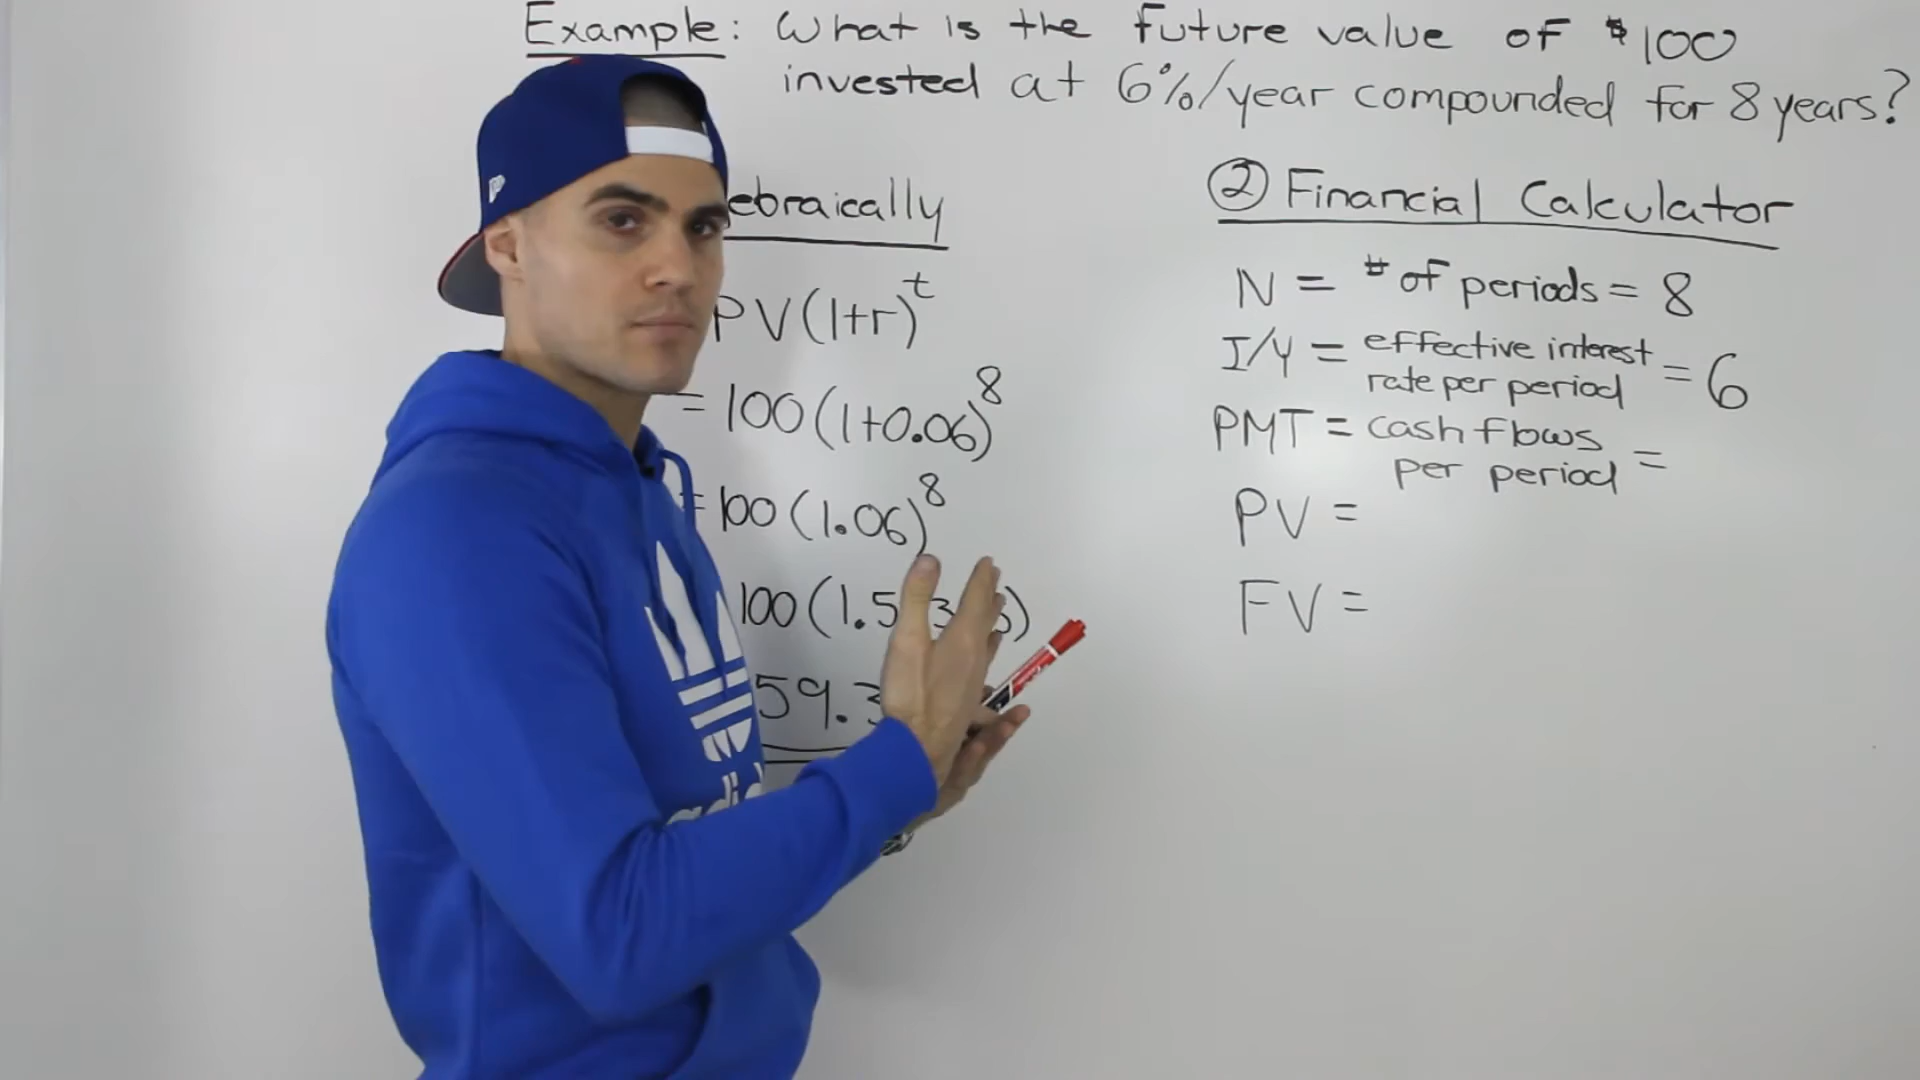 Example: What is the future value of $100
invested at 6%/year compounded for 8 years?
ebraically
PV(1+r)^t
= 100(1+0.06)^8
= 100(1.06)^8
100(1.5
59.3
② Financial Calculator
N = # of periods = 8
I/Y = effective interest
rate per period = 6
PMT = cash flows
per period =
PV =
FV =